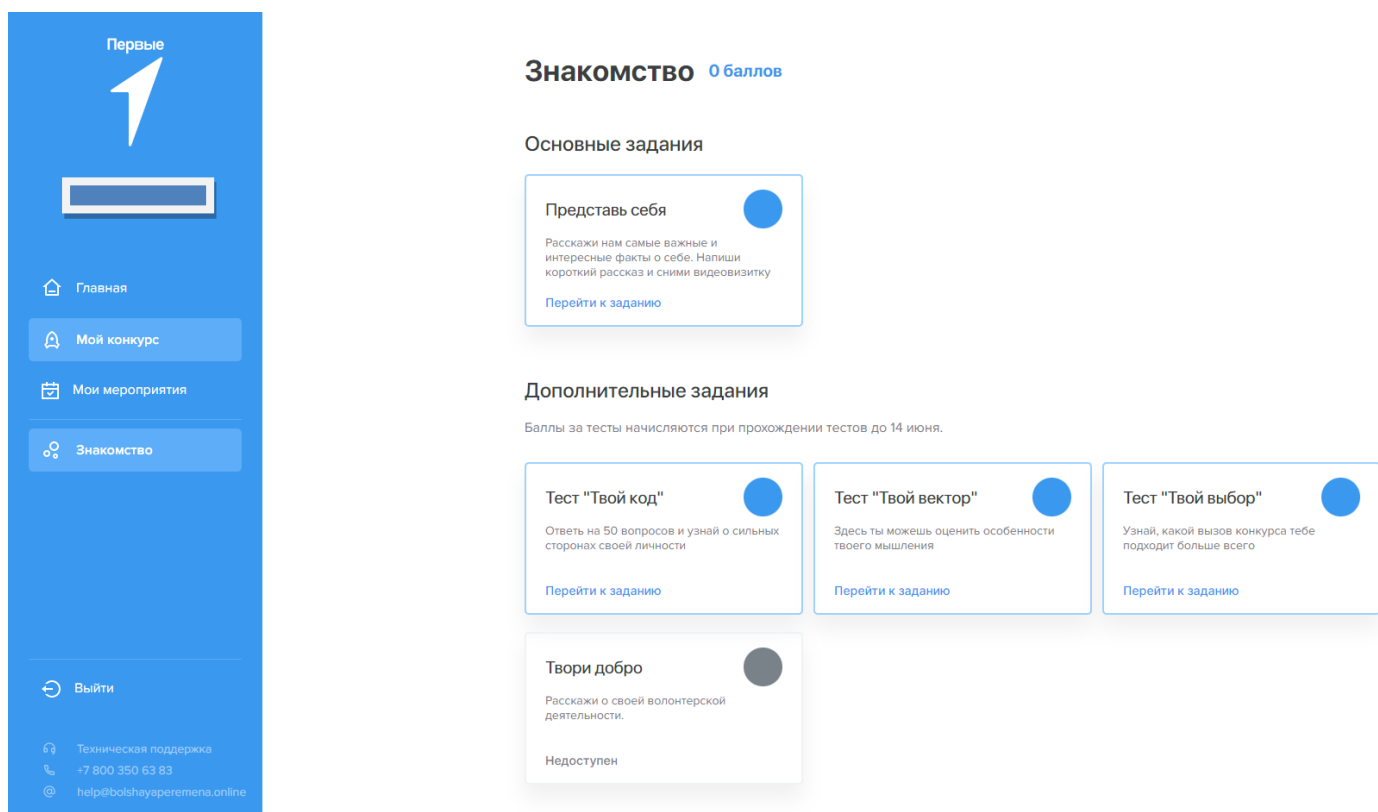 Первые
Главная
Мой конкурс
Мои мероприятия
Знакомство
Выйти
Техническая поддержка
+7 800 350 63 83
help@bolshayaperemena.online
Знакомство 0 баллов
Основные задания
Представь себя
Расскажи нам самые важные и
интересные факты о себе. Напиши
короткий рассказ и сними видеовизитку
Перейти к заданию
Дополнительные задания
Баллы за тесты начисляются при прохождении тестов до 14 июня.
Тест "Твой код"
Ответь на 50 вопросов и узнай о сильных
сторонах своей личности
Перейти к заданию
Тест "Твой вектор"
Здесь ты можешь оценить особенности
твоего мышления
Перейти к заданию
Тест "Твой выбор"
Узнай, какой вызов конкурса тебе
подходит больше всего
Перейти к заданию
Твори добро
Расскажи о своей волонтерской
деятельности.
Недоступен